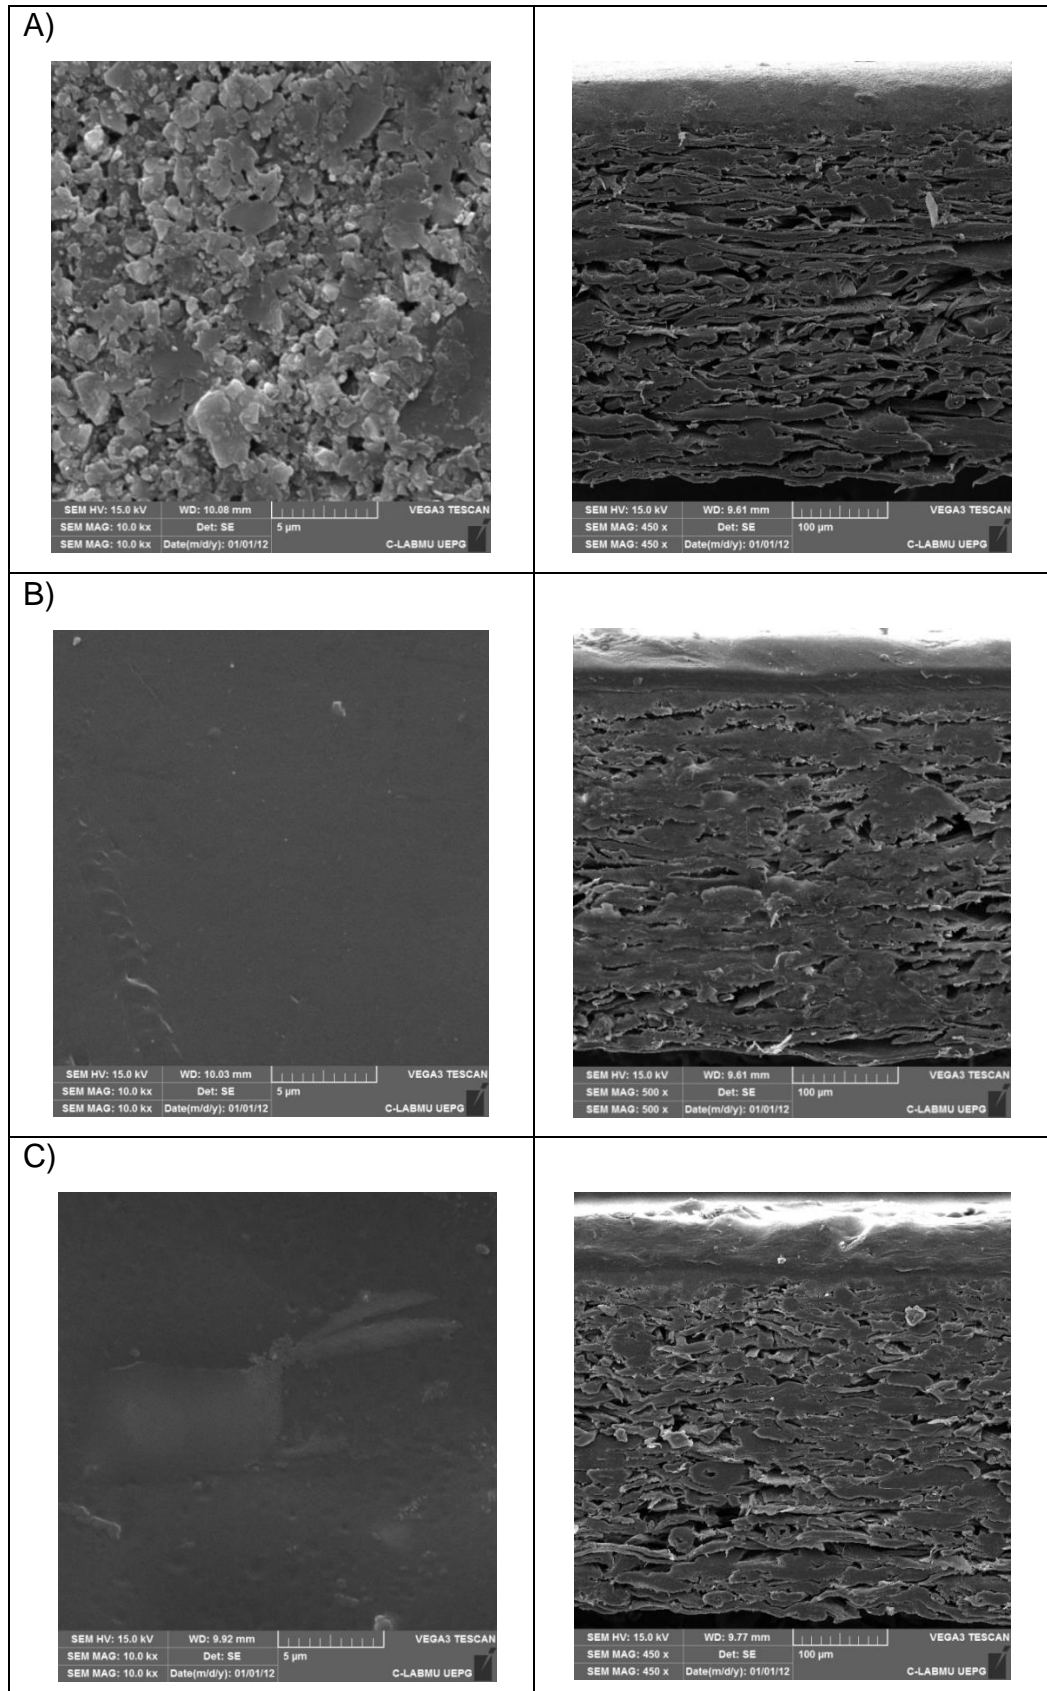 A)
SEM HV: 15.0 kV WD: 10.08 mm VEGA3 TESCAN
SEM MAG: 10.0 kx Det: SE 5 µm
SEM MAG: 10.0 kx Date(m/d/y): 01/01/12 C-LABMU UEPG
SEM HV: 15.0 kV WD: 9.61 mm VEGA3 TESCAN
SEM MAG: 450 x Det: SE 100 µm
SEM MAG: 450 x Date(m/d/y): 01/01/12 C-LABMU UEPG
B)
SEM HV: 15.0 kV WD: 10.03 mm VEGA3 TESCAN
SEM MAG: 10.0 kx Det: SE 5 µm
SEM MAG: 10.0 kx Date(m/d/y): 01/01/12 C-LABMU UEPG
SEM HV: 15.0 kV WD: 9.61 mm VEGA3 TESCAN
SEM MAG: 500 x Det: SE 100 µm
SEM MAG: 500 x Date(m/d/y): 01/01/12 C-LABMU UEPG
C)
SEM HV: 15.0 kV WD: 9.92 mm VEGA3 TESCAN
SEM MAG: 10.0 kx Det: SE 5 µm
SEM MAG: 10.0 kx Date(m/d/y): 01/01/12 C-LABMU UEPG
SEM HV: 15.0 kV WD: 9.77 mm VEGA3 TESCAN
SEM MAG: 450 x Det: SE 100 µm
SEM MAG: 450 x Date(m/d/y): 01/01/12 C-LABMU UEPG